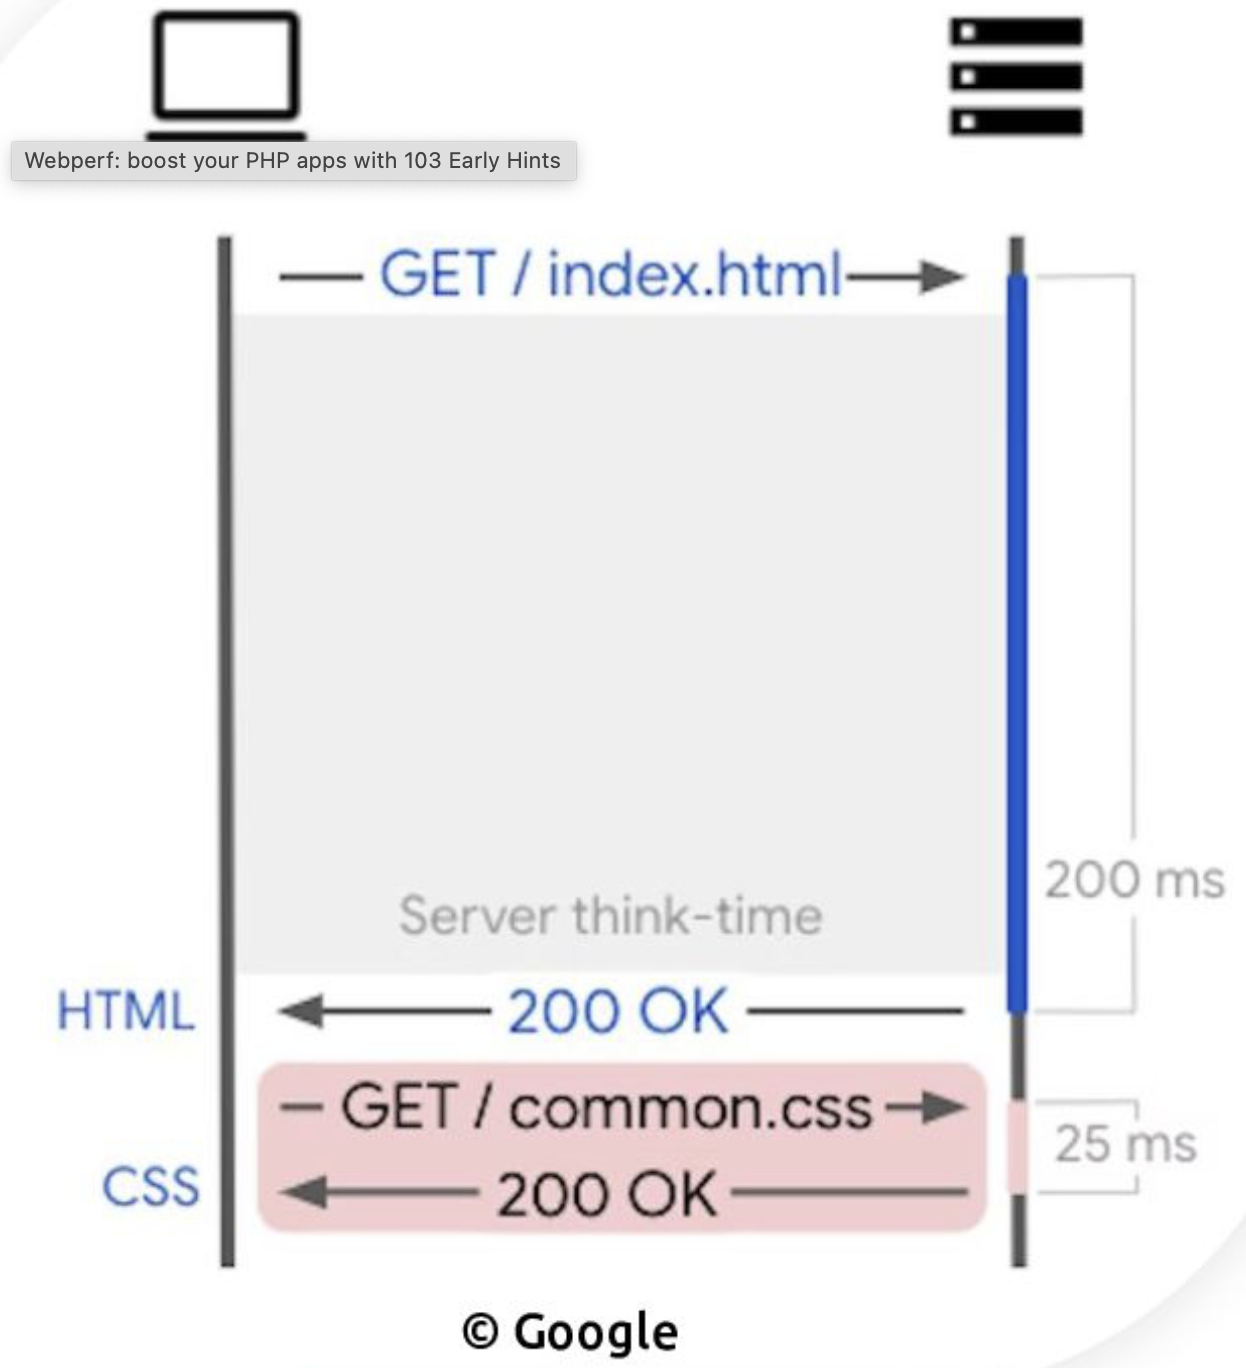 Webperf: boost your PHP apps with 103 Early Hints
GET / index.html
200 ms
Server think-time
HTML
200 OK
GET / common.css
25 ms
CSS
200 OK
© Google